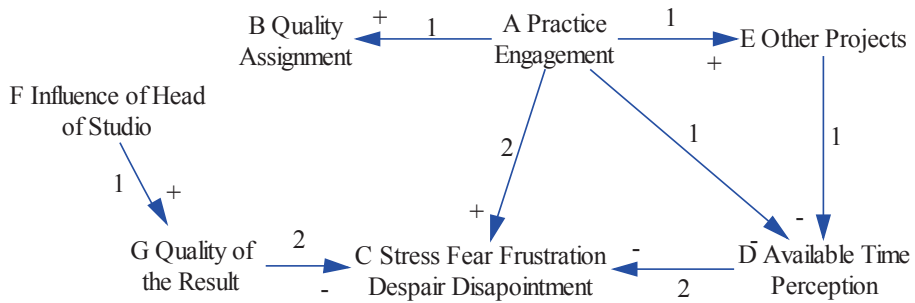 B Quality
Assignment
+
1
A Practice
Engagement
1
+
E Other Projects
F Influence of Head
of Studio
1
+
2
+
1
-
1
-
G Quality of
the Result
2
-
C Stress Fear Frustration
Despair Disapointment
-
2
D Available Time
Perception